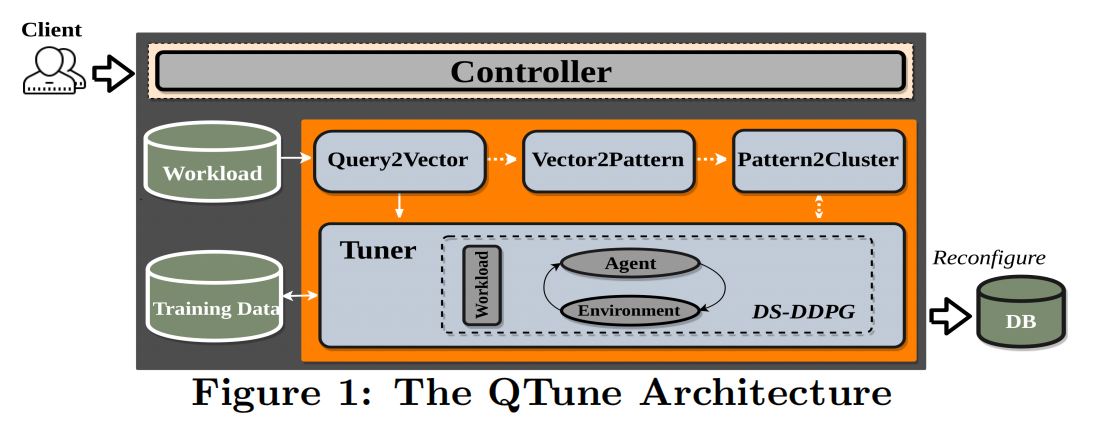 Client
Controller
Workload
Query2Vector
Vector2Pattern
Pattern2Cluster
Tuner
Workload
Agent
Environment
DS-DDPG
Training Data
Reconfigure
DB
Figure 1: The QTune Architecture